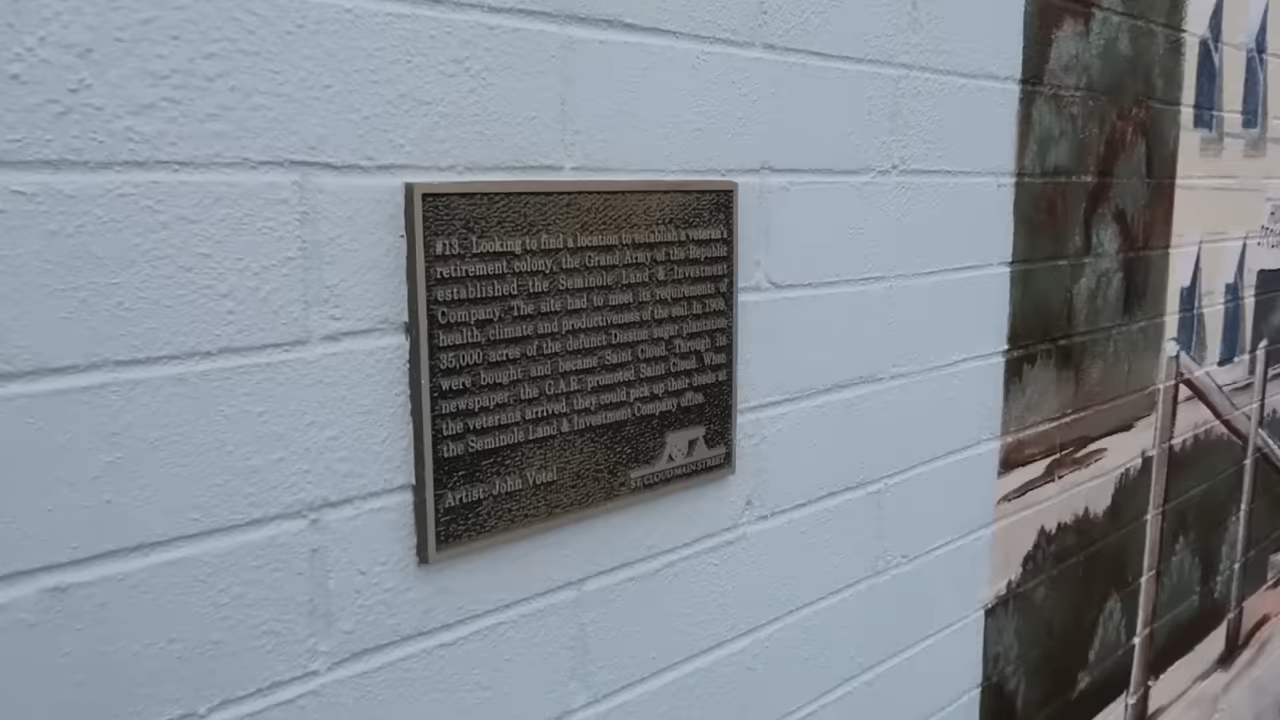 #13. Looking to find a location to establish a veteran's
retirement colony, the Grand Army of the Republic
established the Seminole Land & Investment
Company. The site had to meet its requirements of
health, climate and productiveness of the soil. In 1909,
35,000 acres of the defunct Disston sugar plantation
were bought and became Saint Cloud. Through its
newspaper, the G.A.R. promoted Saint Cloud. When
the veterans arrived, they could pick up their deeds at
the Seminole Land & Investment Company office.
Artist: John Votel
ST. CLOUD MAIN STREET